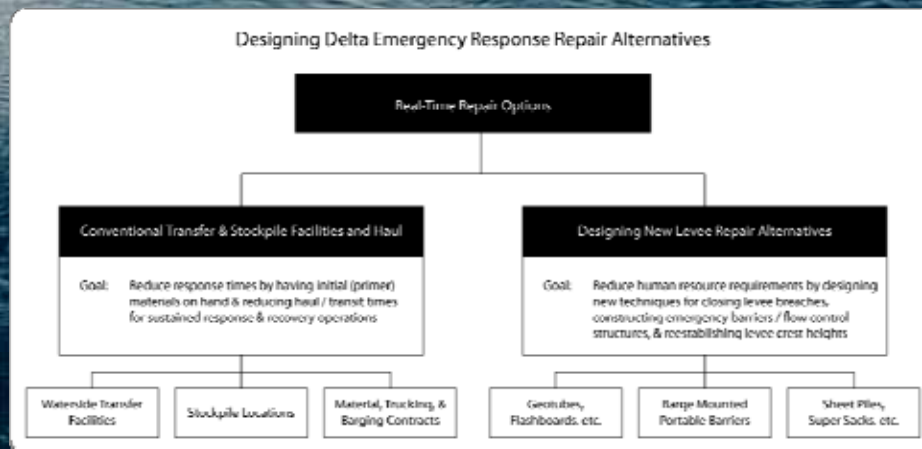 Designing Delta Emergency Response Repair Alternatives
Real-Time Repair Options
Conventional Transfer & Stockpile Facilities and Haul
Goal: Reduce response times by having initial (primer)
materials on hand & reducing haul / transit times
for sustained response & recovery operations
Waterside Transfer
Facilities
Stockpile Locations
Material, Trucking, &
Barging Contracts
Designing New Levee Repair Alternatives
Goal: Reduce human resource requirements by designing
new techniques for closing levee breaches,
constructing emergency barriers / flow control
structures, & reestablishing levee crest heights
Geotubes,
Flashboards, etc.
Barge Mounted
Portable Barriers
Sheet Piles,
Super Sacks, etc.